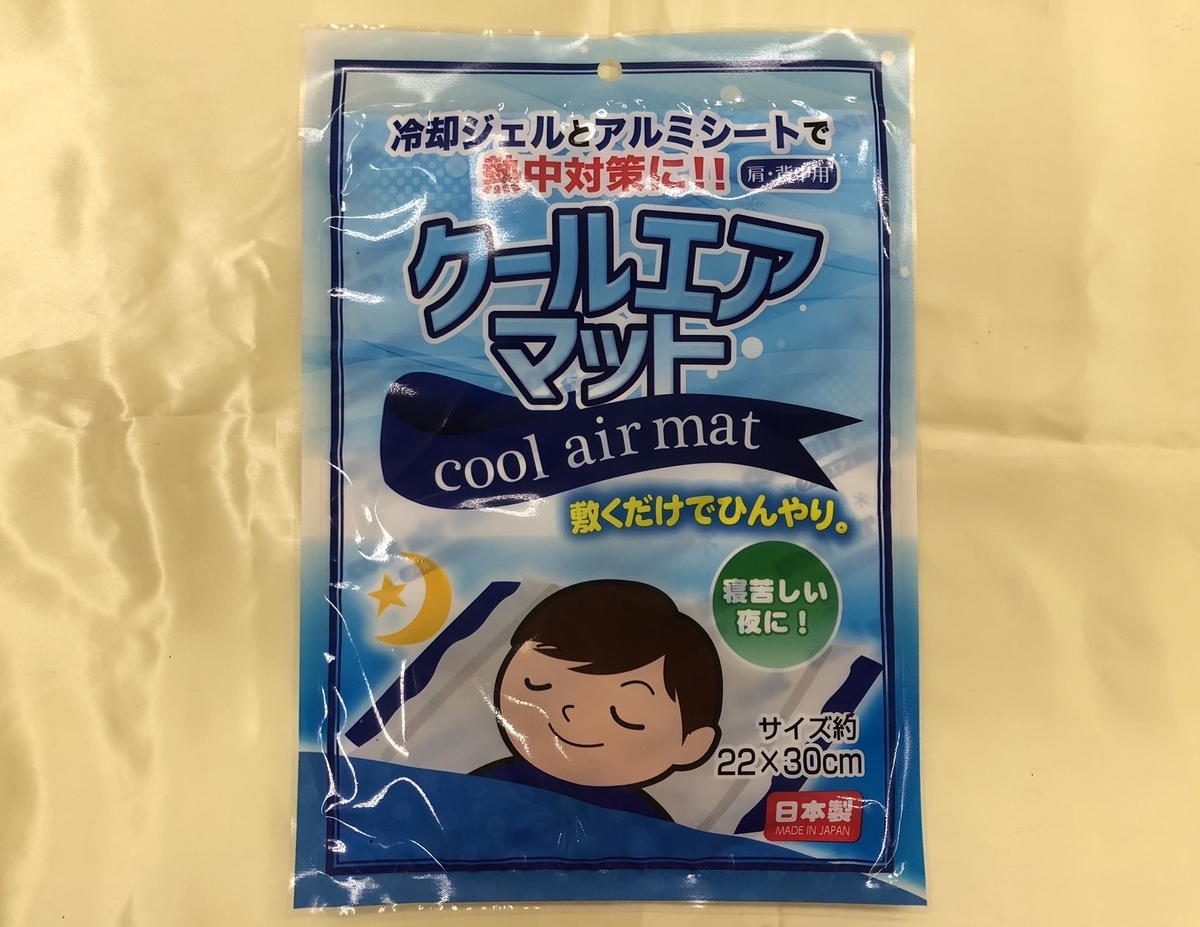 冷却ジェルとアルミシートで
熱中対策に!!
肩・背中用
クールエア
マット
cool air mat
敷くだけでひんやり。
寝苦しい
夜に！
サイズ約
22×30cm
日本製
MADE IN JAPAN